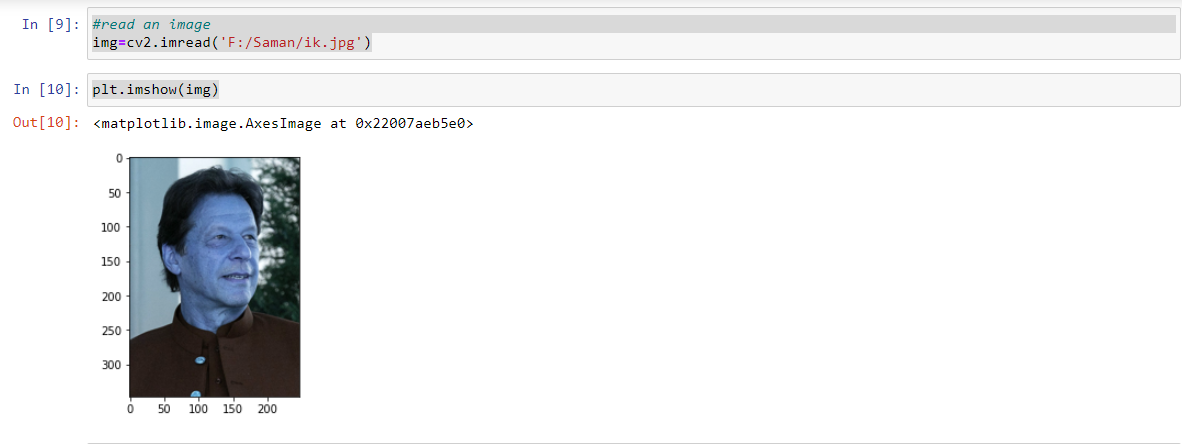 In [9]:
#read an image
img=cv2.imread('F:/Saman/ik.jpg')
In [10]:
plt.imshow(img)
Out[10]:
<matplotlib.image.AxesImage at 0x22007aeb5e0>
0
50
100
150
200
250
300
0 50 100 150 200